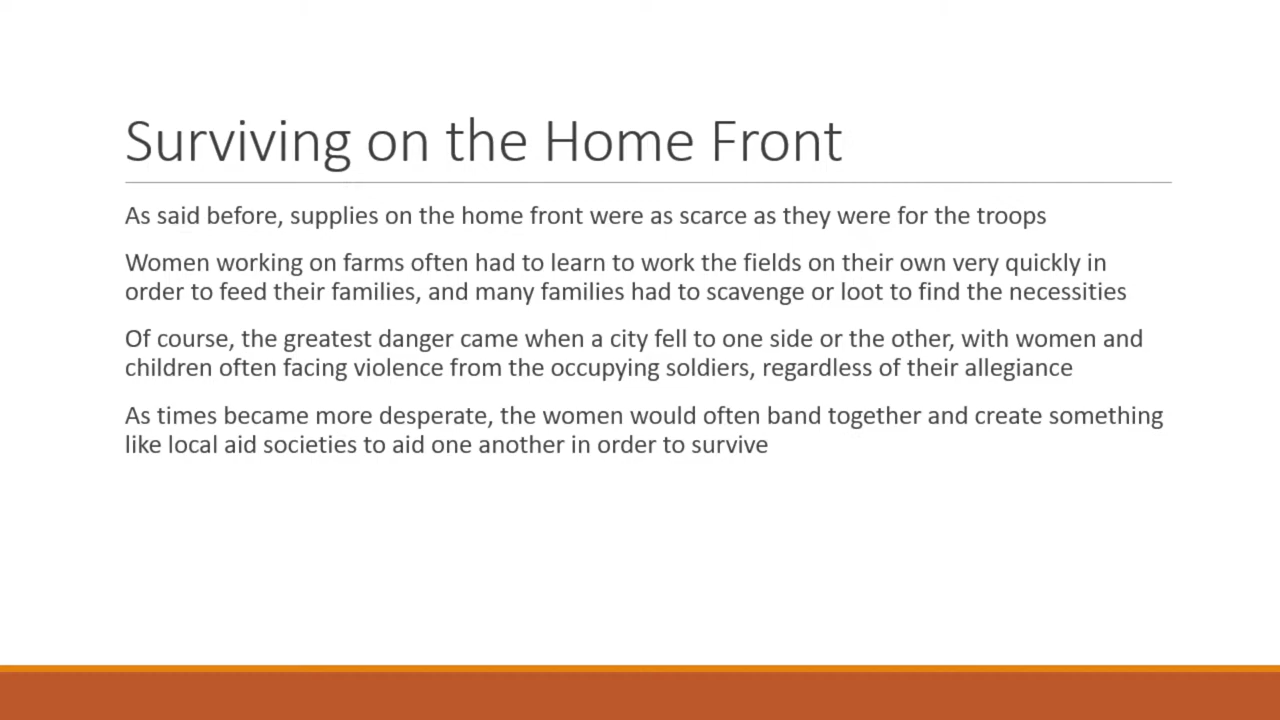 Surviving on the Home Front
As said before, supplies on the home front were as scarce as they were for the troops
Women working on farms often had to learn to work the fields on their own very quickly in
order to feed their families, and many families had to scavenge or loot to find the necessities
Of course, the greatest danger came when a city fell to one side or the other, with women and
children often facing violence from the occupying soldiers, regardless of their allegiance
As times became more desperate, the women would often band together and create something
like local aid societies to aid one another in order to survive